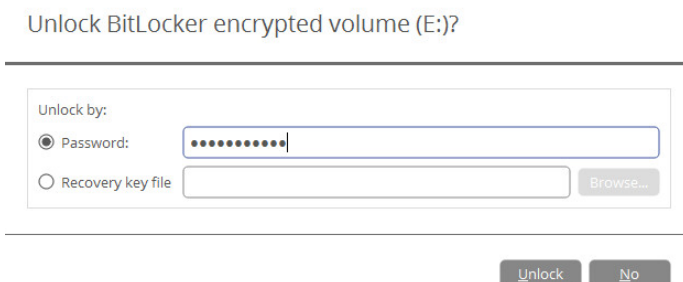 Unlock BitLocker encrypted volume (E:)?
Unlock by:
Password: •••••••••••
Recovery key file Browse...
Unlock No